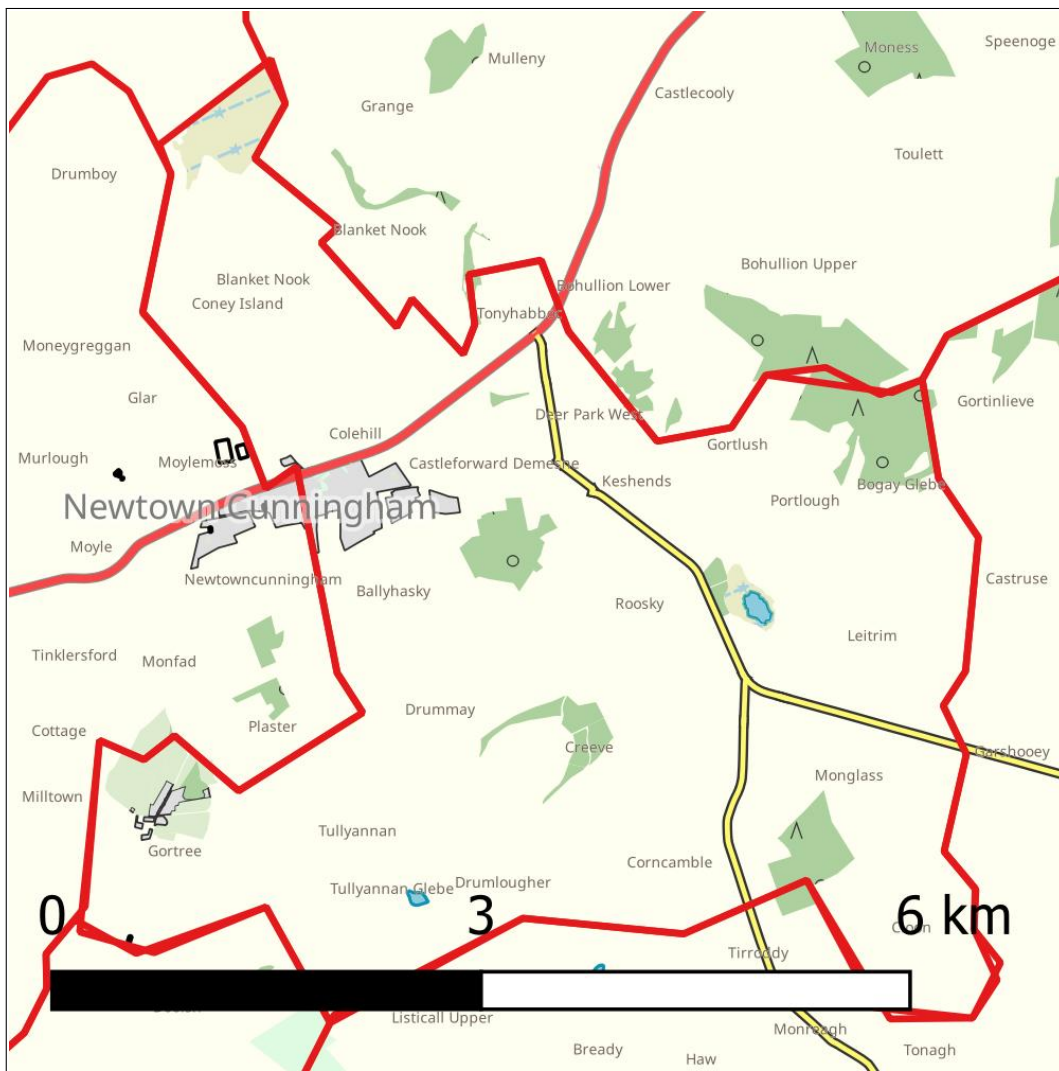 Speenoge
Moness
Mulleny
Castlecooly
Grange
Toulett
Drumboy
Blanket Nook
Bohullion Upper
Blanket Nook
Bohullion Lower
Coney Island
Tonyhabboc
Moneygreggan
Glar
Gortinlieve
Deer Park West
Colehill
Gortlush
Murlough
Moylemoss
Castleforward Demesne
Keshends
Bogay Glebe
Portlough
Newtown Cunningham
Moyle
Newtowncunningham
Ballyhasky
Castruse
Roosky
Leitrim
Tinklersford
Monfad
Drummay
Plaster
Cottage
Creeve
Garshooey
Monglass
Milltown
Tullyannan
Gortree
Corncamble
Drumlougher
Tullyannan Glebe
0
3
6 km
Tirroddy
Listicall Upper
Monreagh
Bready
Haw
Tonagh